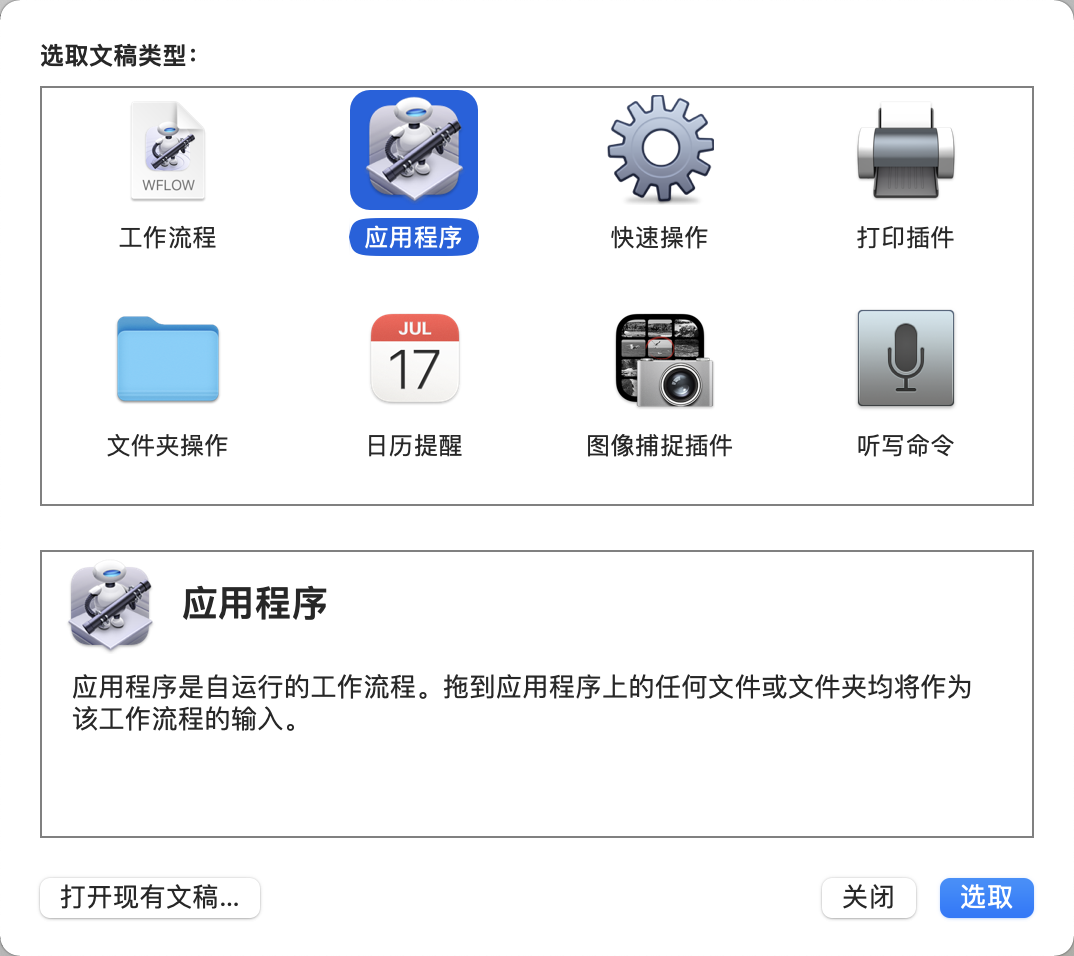 选取文稿类型：
WFLOW
工作流程
应用程序
快速操作
打印插件
JUL
17
文件夹操作
日历提醒
图像捕捉插件
听写命令
应用程序
应用程序是自运行的工作流程。拖到应用程序上的任何文件或文件夹均将作为
该工作流程的输入。
打开现有文稿...
关闭
选取